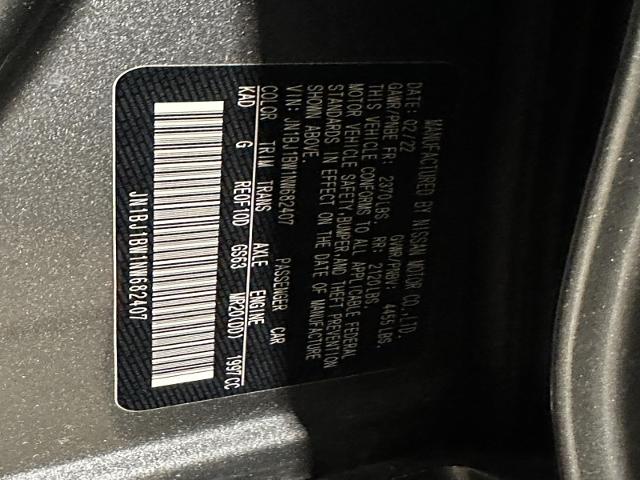 MANUFACTURED BY NISSAN MOTOR CO.,LTD.
DATE: 02/22 GVWR/PNBV: 4495LBS.
GAWR/PNBE FR: 2370LBS. RR: 2120LBS.
THIS VEHICLE CONFORMS TO ALL APPLICABLE FEDERAL
MOTOR VEHICLE SAFETY,BUMPER,AND THEFT PREVENTION
STANDARDS IN EFFECT ON THE DATE OF MANUFACTURE
SHOWN ABOVE.
VIN: JN1BJ1BW1NW682407 PASSENGER CAR
COLOR TRIM TRANS AXLE ENGINE
KAD G RE0F10D GS63 MR20(DD) 1997CC
JN1BJ1BW1NW682407